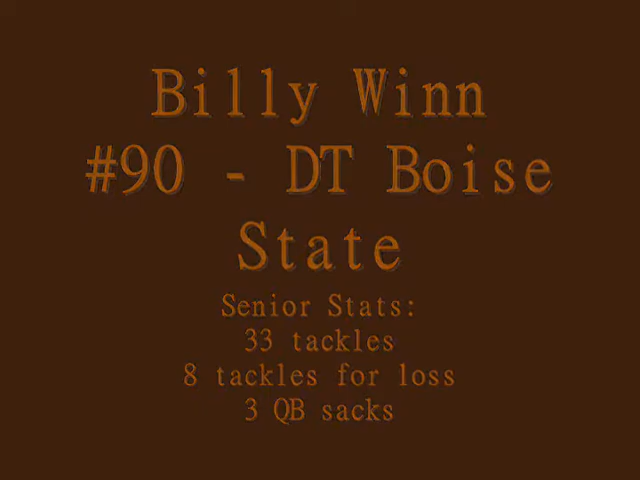 Billy Winn
#90 - DT Boise
State
Senior Stats:
33 tackles
8 tackles for loss
3 QB sacks